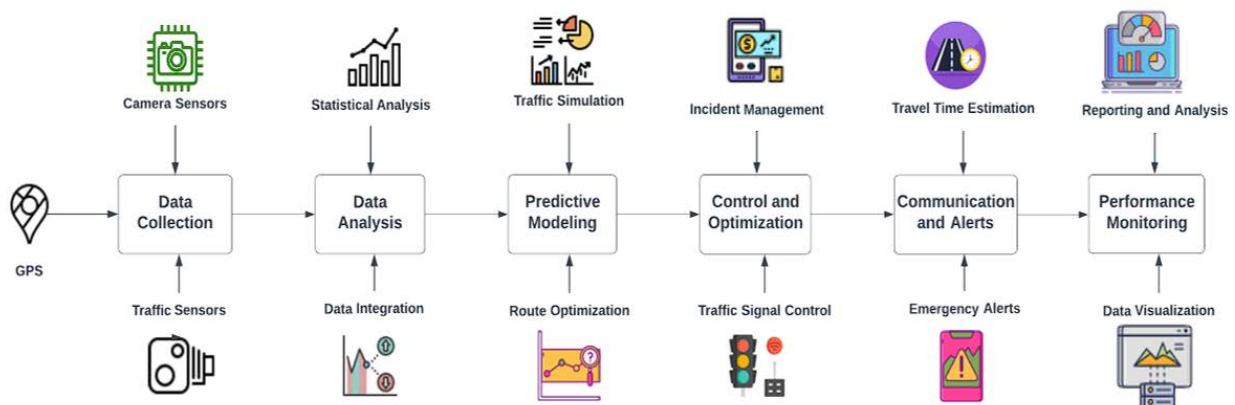 Camera Sensors
Statistical Analysis
Traffic Simulation
Incident Management
Travel Time Estimation
Reporting and Analysis
GPS
Data
Collection
Data
Analysis
Predictive
Modeling
Control and
Optimization
Communication
and Alerts
Performance
Monitoring
Traffic Sensors
Data Integration
Route Optimization
Traffic Signal Control
Emergency Alerts
Data Visualization